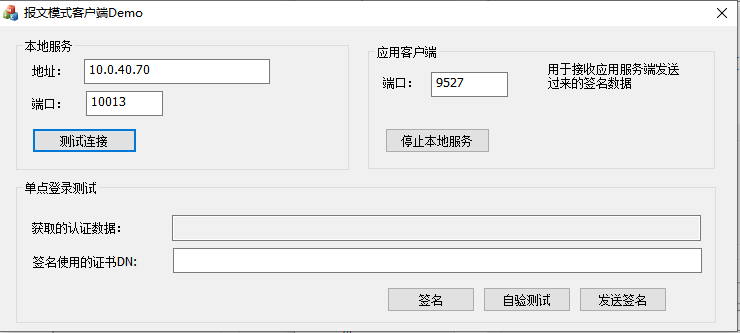 报文模式客户端Demo
本地服务
地址：
10.0.40.70
端口：
10013
测试连接
应用客户端
端口：
9527
用于接收应用服务端发送
过来的签名数据
停止本地服务
单点登录测试
获取的认证数据：
签名使用的证书DN:
签名
自验测试
发送签名